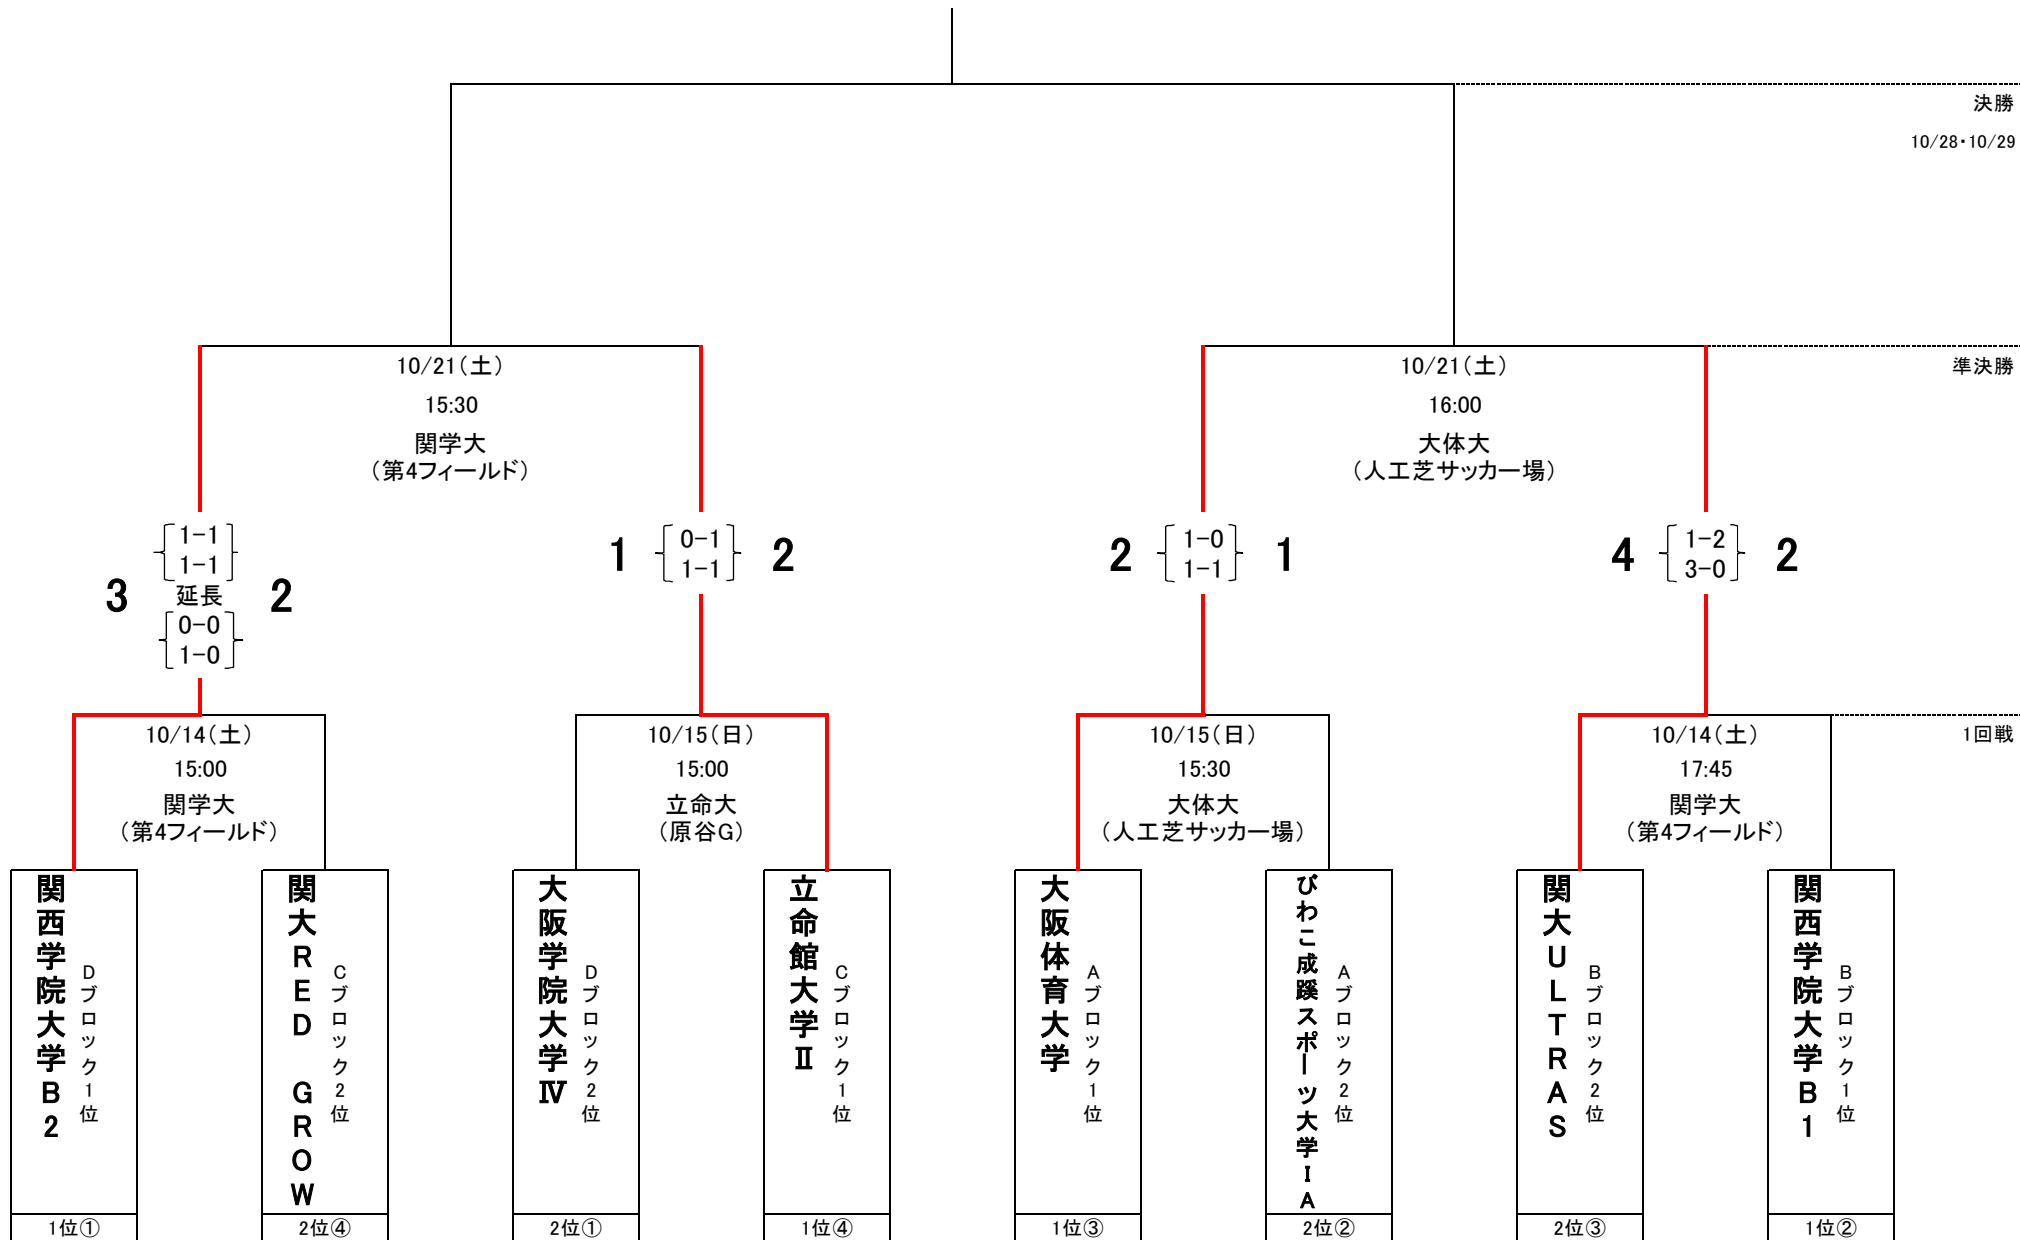 決勝
10/28・10/29
準決勝
10/21(土)
15:30
関学大
(第4フィールド)
10/21(土)
16:00
大体大
(人工芝サッカー場)
3
1-1
1-1
延長
0-0
1-0
2
1
0-1
1-1
2
2
1-0
1-1
1
4
1-2
3-0
2
1回戦
10/14(土)
15:00
関学大
(第4フィールド)
10/15(日)
15:00
立命大
(原谷G)
10/15(日)
15:30
大体大
(人工芝サッカー場)
10/14(土)
17:45
関学大
(第4フィールド)
関西学院大学B2
Dブロック1位
1位①
関大RED GROW
Cブロック2位
2位④
大阪学院大学Ⅳ
Dブロック2位
2位①
立命館大学Ⅱ
Cブロック1位
1位④
大阪体育大学
Aブロック1位
1位③
びわこ成蹊スポーツ大学ⅠA
Aブロック2位
2位②
関大ULTRAS
Bブロック2位
2位③
関西学院大学B1
Bブロック1位
1位②